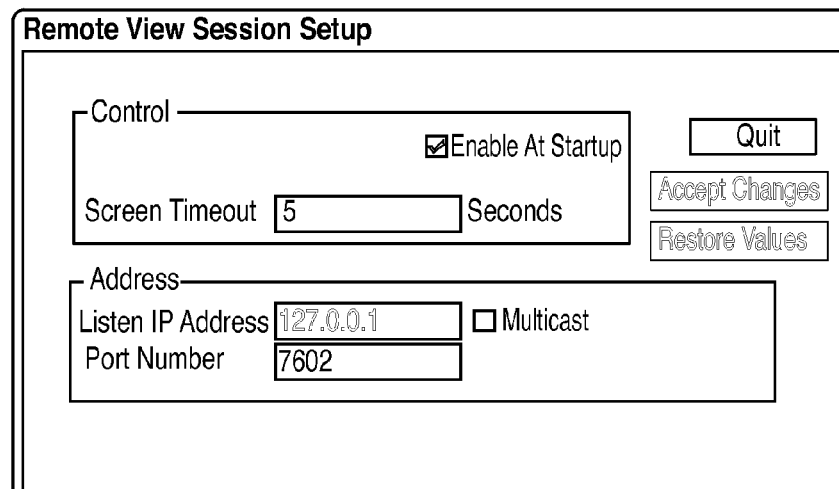 Remote View Session Setup
Control
Enable At Startup
Quit
Accept Changes
Screen Timeout 5 Seconds
Restore Values
Address
Listen IP Address 127.0.0.1 Multicast
Port Number 7602